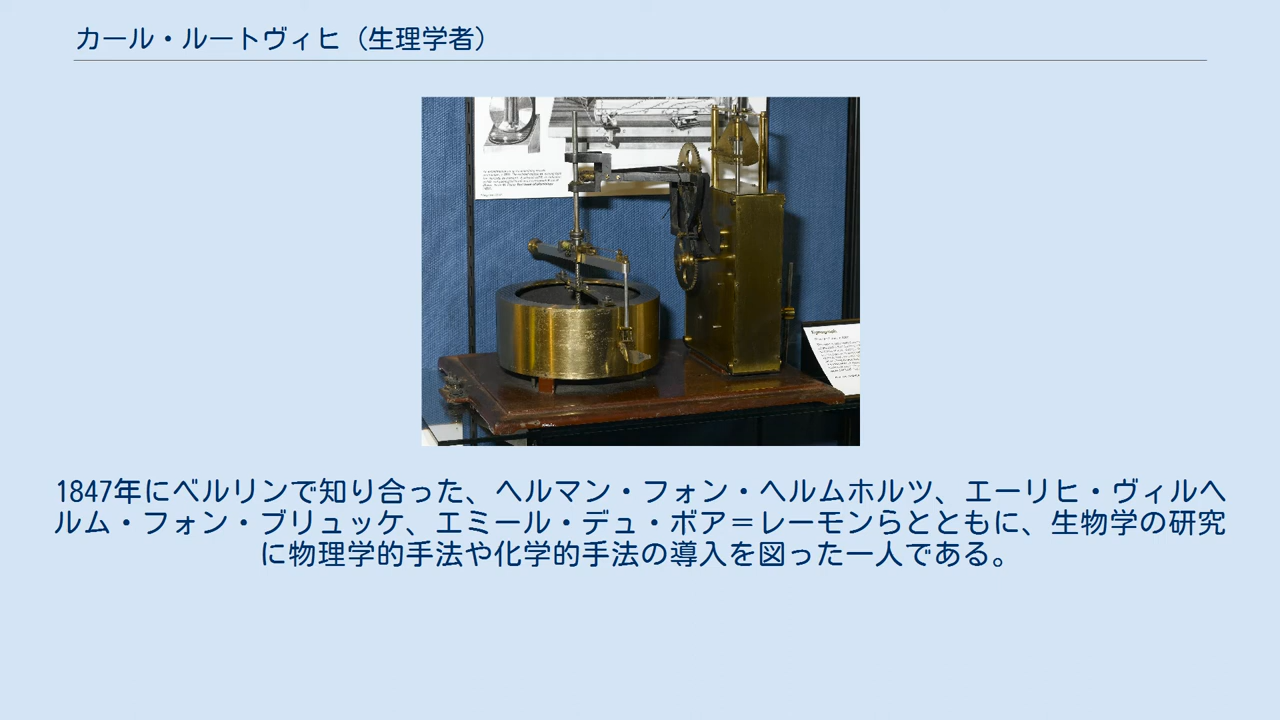 カール・ルートヴィヒ（生理学者）
1847年にベルリンで知り合った、ヘルマン・フォン・ヘルムホルツ、エーリヒ・ヴィルヘ
ルム・フォン・ブリュッケ、エミール・デュ・ボア＝レーモンらとともに、生物学の研究
に物理学的手法や化学的手法の導入を図った一人である。